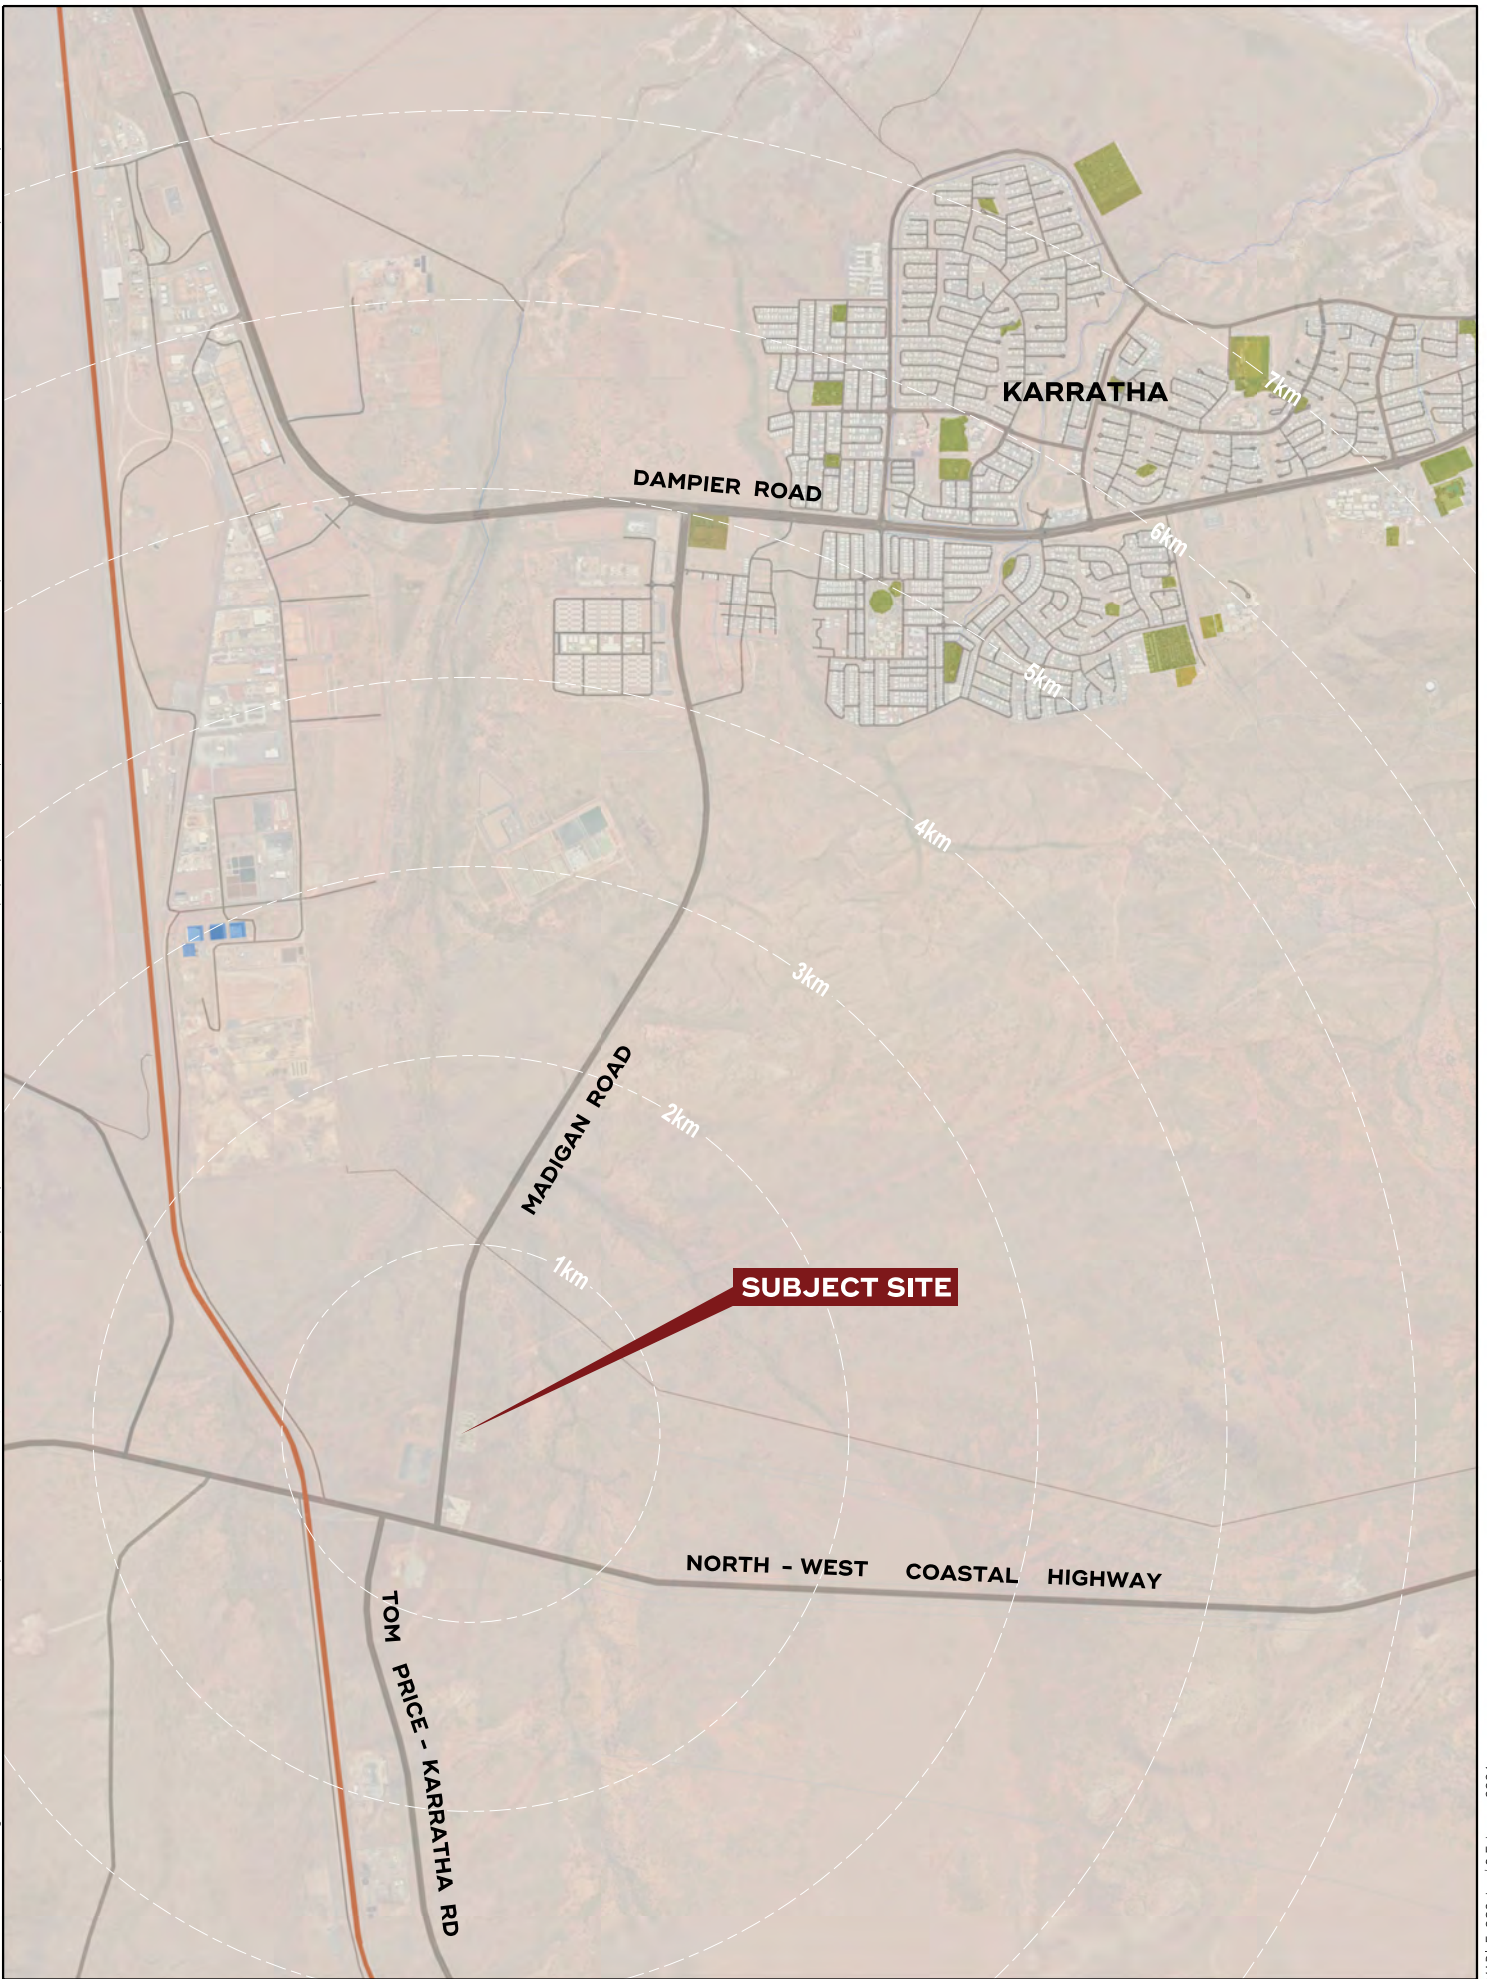 KARRATHA
7km
DAMPIER ROAD
6km
5km
4km
3km
MADIGAN ROAD
2km
1km
SUBJECT SITE
NORTH - WEST COASTAL HIGHWAY
TOM PRICE - KARRATHA RD